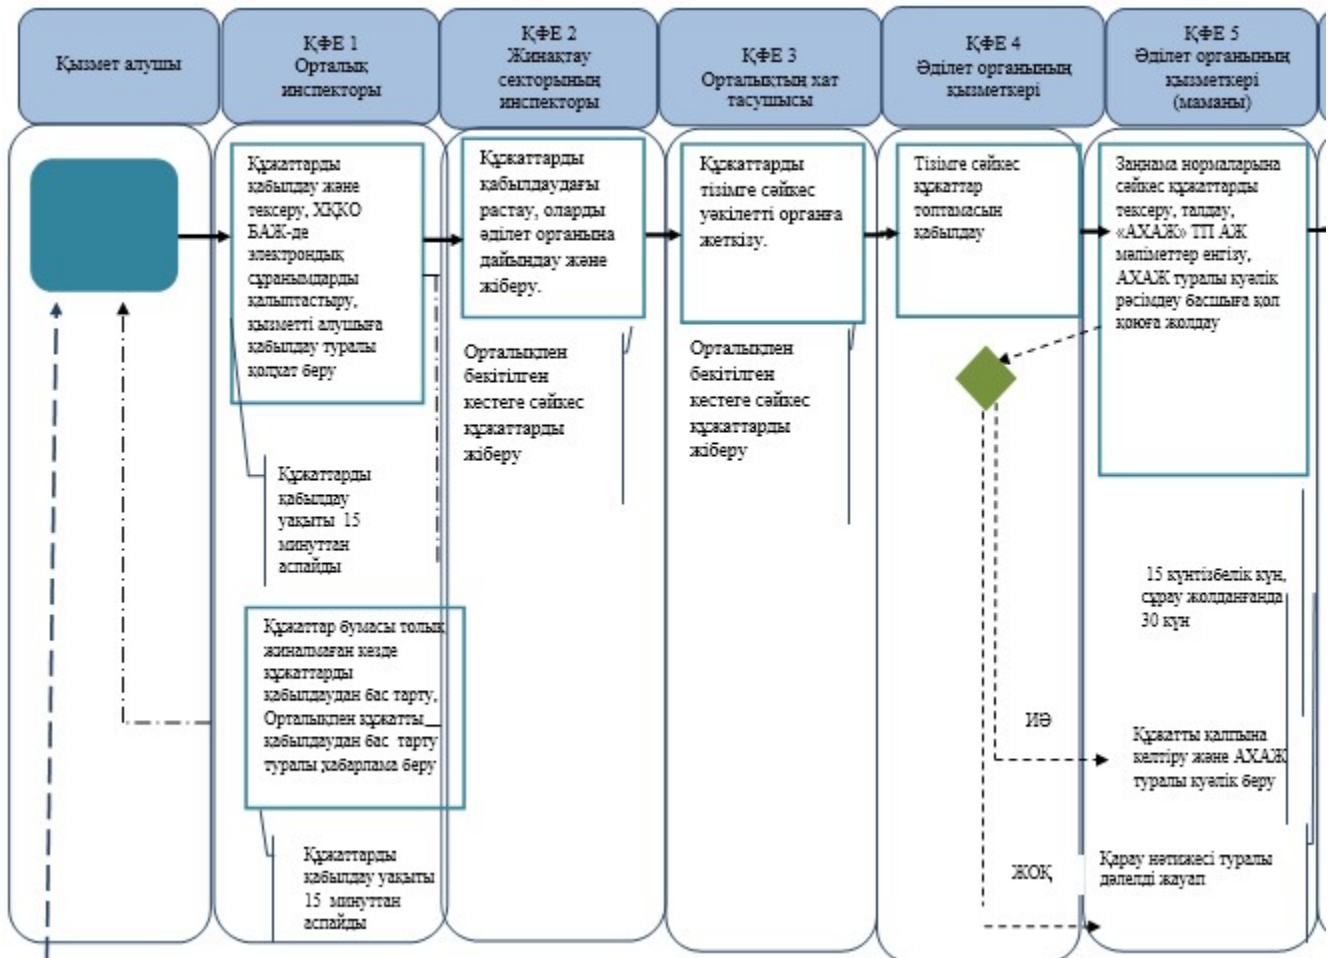 Қызмет алушы
ҚФЕ 1
Орталық
инспекторы
ҚФЕ 2
Жинақтау
секторының
инспекторы
ҚФЕ 3
Орталықтың хат
тасушысы
ҚФЕ 4
Әділет органының
қызметкері
ҚФЕ 5
Әділет органының
қызметкері
(маманы)
Құжаттарды
қабылдау және
тексеру, ХҚКО
БАЖ-де
электрондық
сұранымдарды
қалыптастыру,
қызметті алушыға
қабылдау туралы
қолхат беру
Құжаттарды
қабылдаудағы
растау, оларды
әділет органына
дайындау және
жіберу.
Құжаттарды
тізімге сәйкес
уәкілетті органға
жеткізу.
Тізімге сәйкес
құжаттар
топтамасын
қабылдау
Заңнама нормаларына
сәйкес құжаттарды
тексеру, талдау,
«АХАЖ» ТП АЖ
мәліметтер енгізу,
АХАЖ туралы куәлік
рәсімдеу басшыға қол
қоюға жолдау
Орталықпен
бекітілген
кестеге сәйкес
құжаттарды
жіберу
Орталықпен
бекітілген
кестеге сәйкес
құжаттарды
жіберу
Құжаттарды
қабылдау
уақыты 15
минуттан
аспайды
15 күнтізбелік күн,
сұрау жолданғанда
30 күн
Құжаттар бумасы толық
жиналмаған кезде
құжаттарды
қабылдаудан бас тарту,
Орталықпен құжатты
қабылдаудан бас тарту
туралы хабарлама беру
ИӘ
Құжатты қалпына
келтіру және АХАЖ
туралы куәлік беру
Құжаттарды
қабылдау уақыты
15 минуттан
аспайды
ЖОҚ
Қарау нәтижесі туралы
дәлелді жауап